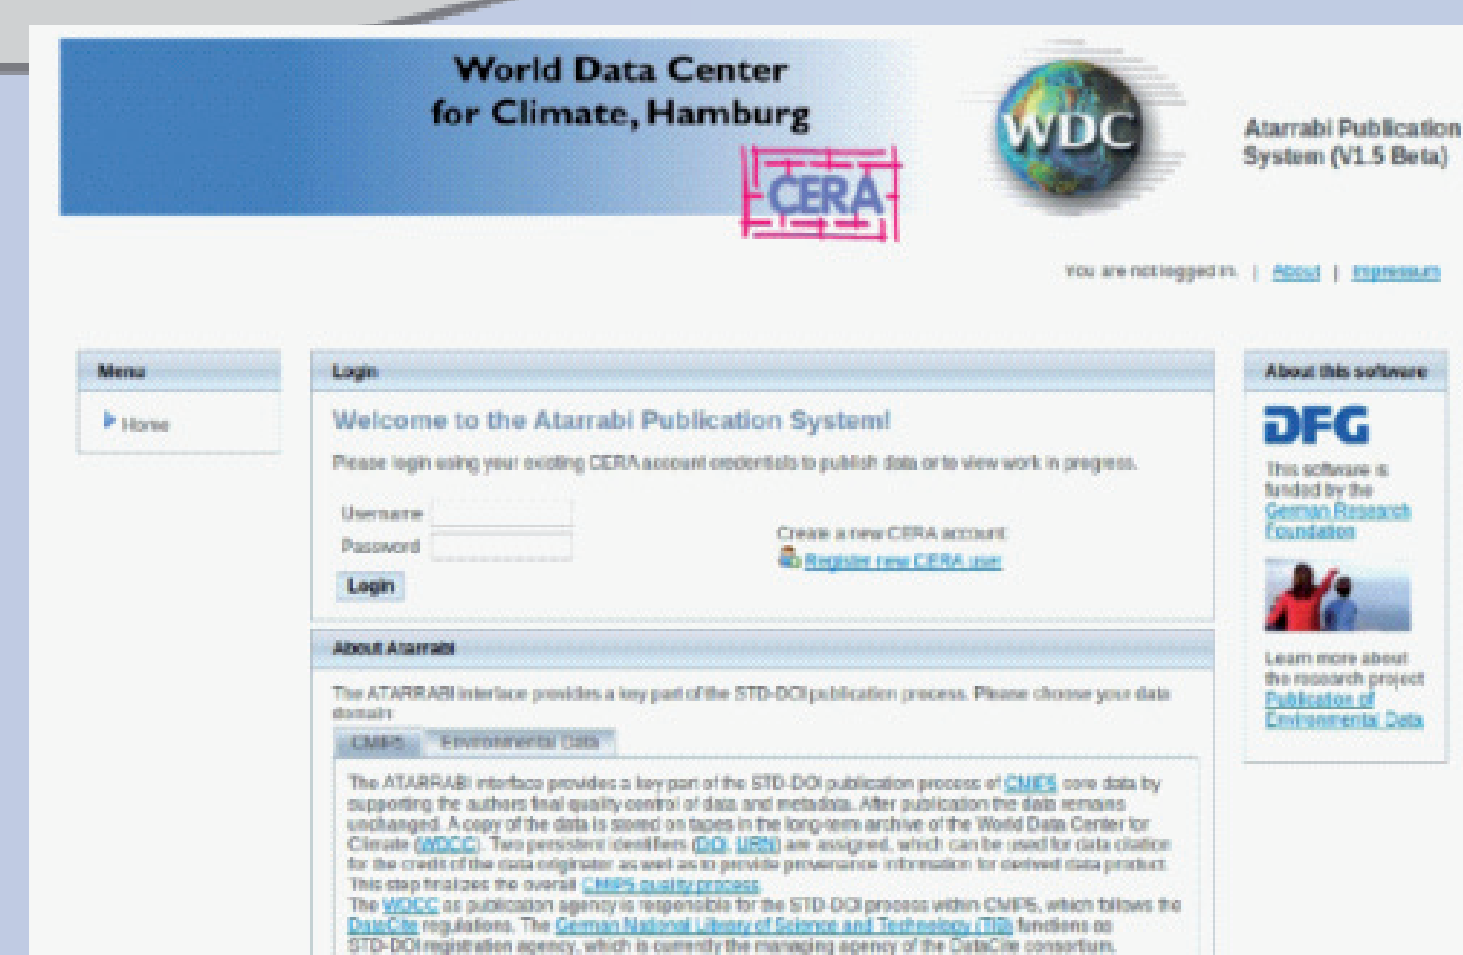 World Data Center
for Climate, Hamburg
CERA
WDC
Atarrabi Publication
System (V1.5 Beta)
You are not logged in. | About | Impressum
Menu
Home
Login
Welcome to the Atarrabi Publication System!
Please login using your existing CERA account credentials to publish data or to view work in progress.
Username
Password
Login
Create a new CERA account:
Register new CERA user
About Atarrabi
The ATARRABI interface provides a key part of the STD-DOI publication process. Please choose your data
domain:
CMIP5 Environmental Data
The ATARRABI interface provides a key part of the STD-DOI publication process of CMIP5 core data by
supporting the authors final quality control of data and metadata. After publication the data remains
unchanged. A copy of the data is stored on tapes in the long-term archive of the World Data Center for
Climate (WDCC). Two persistent identifiers (DOI, URN) are assigned, which can be used for data citation
for the credit of the data originator as well as to provide provenance information for derived data product.
This step finalizes the overall CMIP5 quality process.
The WDCC as publication agency is responsible for the STD-DOI process within CMIP5, which follows the
DataCite regulations. The German National Library of Science and Technology (TIB) functions as
STD-DOI registration agency, which is currently the managing agency of the DataCite consortium.
About this software
DFG
This software is
funded by the
German Research
Foundation
Learn more about
the research project
Publication of
Environmental Data